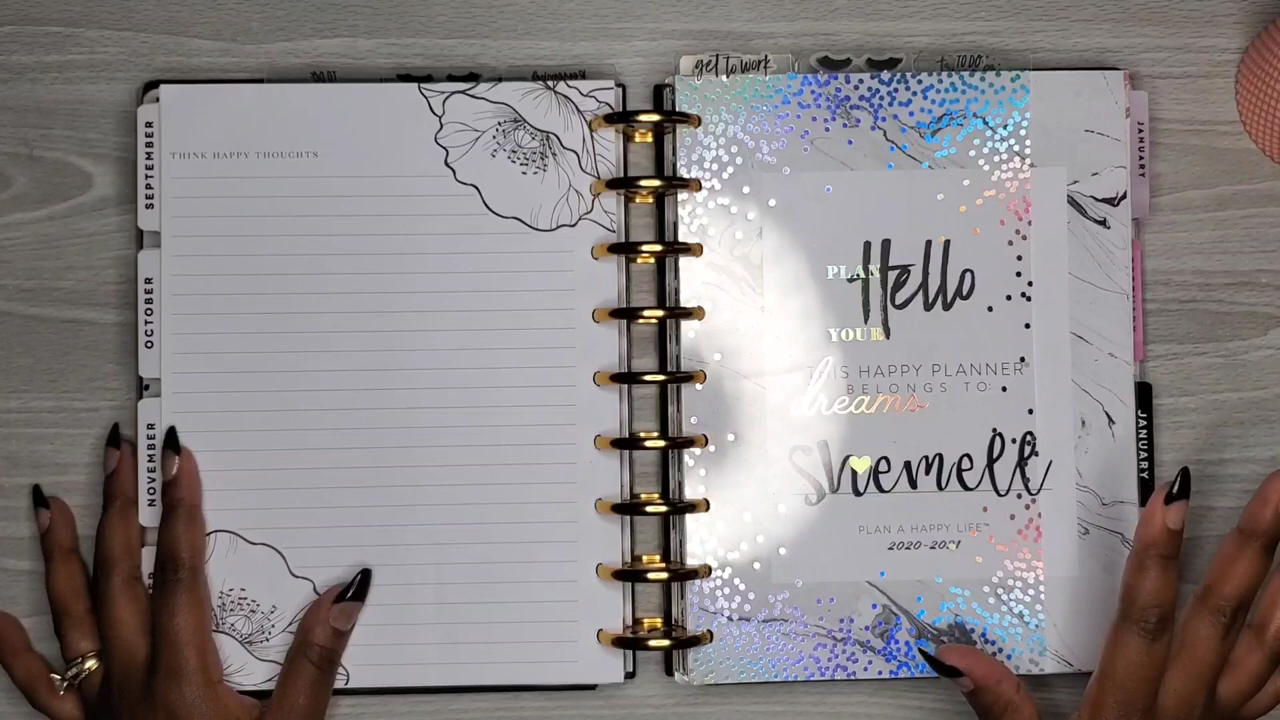 get to work
TO DO
SEPTEMBER
OCTOBER
NOVEMBER
THINK HAPPY THOUGHTS
JANUARY
JANUARY
PLAN
Hello
YOUR
THIS HAPPY PLANNER®
BELONGS TO:
dreams
Shemell
PLAN A HAPPY LIFE™
2020-2021